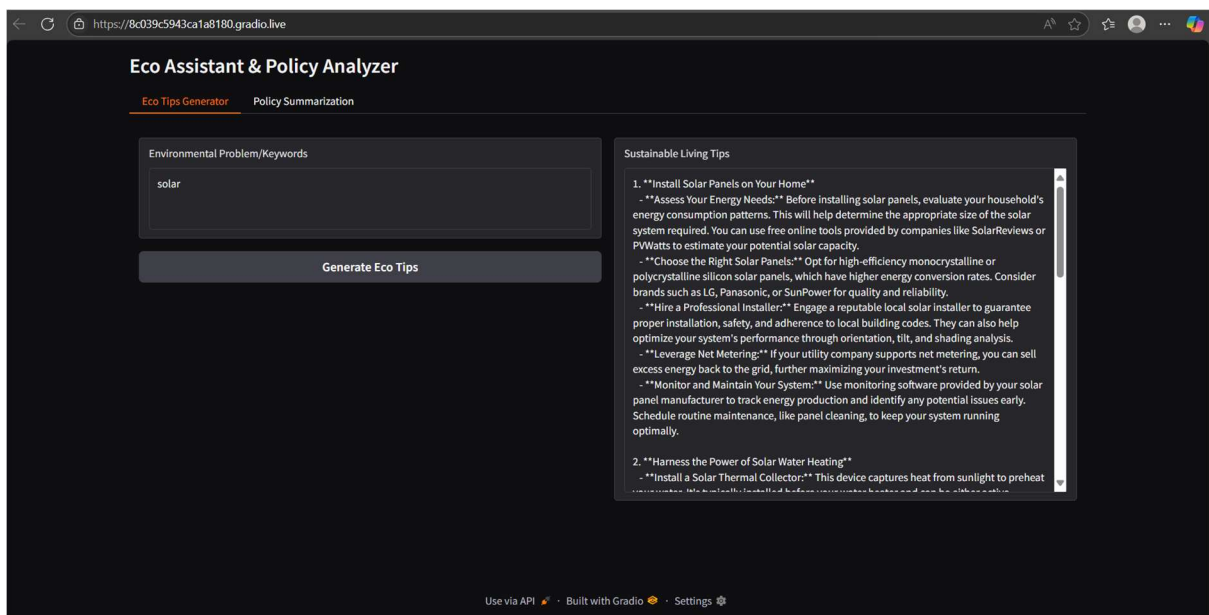 https://8c039c5943ca1a8180.gradio.live
Eco Assistant & Policy Analyzer
Eco Tips Generator
Policy Summarization
Environmental Problem/Keywords
solar
Generate Eco Tips
Sustainable Living Tips
1. **Install Solar Panels on Your Home**
- **Assess Your Energy Needs:** Before installing solar panels, evaluate your household's
energy consumption patterns. This will help determine the appropriate size of the solar
system required. You can use free online tools provided by companies like SolarReviews or
PVWatts to estimate your potential solar capacity.
- **Choose the Right Solar Panels:** Opt for high-efficiency monocrystalline or
polycrystalline silicon solar panels, which have higher energy conversion rates. Consider
brands such as LG, Panasonic, or SunPower for quality and reliability.
- **Hire a Professional Installer:** Engage a reputable local solar installer to guarantee
proper installation, safety, and adherence to local building codes. They can also help
optimize your system's performance through orientation, tilt, and shading analysis.
- **Leverage Net Metering:** If your utility company supports net metering, you can sell
excess energy back to the grid, further maximizing your investment's return.
- **Monitor and Maintain Your System:** Use monitoring software provided by your solar
panel manufacturer to track energy production and identify any potential issues early.
Schedule routine maintenance, like panel cleaning, to keep your system running
optimally.
2. **Harness the Power of Solar Water Heating**
- **Install a Solar Thermal Collector:** This device captures heat from sunlight to preheat
Use via API · Built with Gradio · Settings